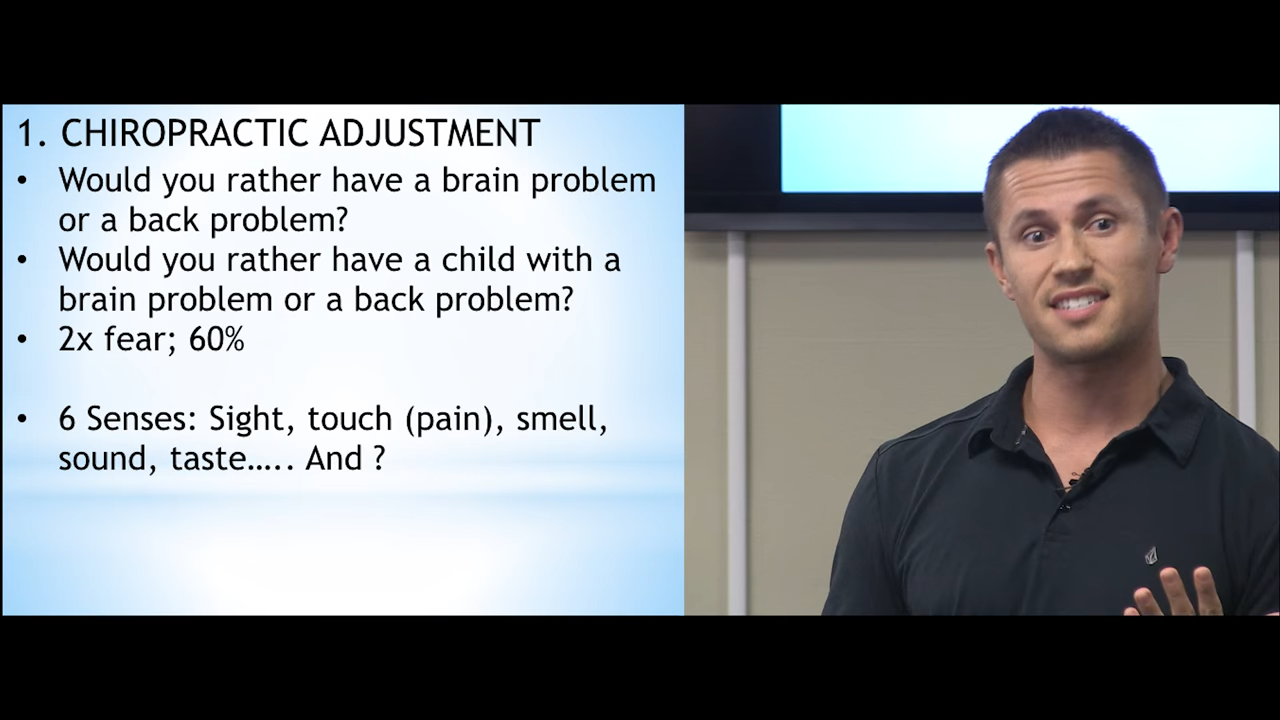 1. CHIROPRACTIC ADJUSTMENT
• Would you rather have a brain problem
or a back problem?
• Would you rather have a child with a
brain problem or a back problem?
• 2x fear; 60%
• 6 Senses: Sight, touch (pain), smell,
sound, taste..... And ?